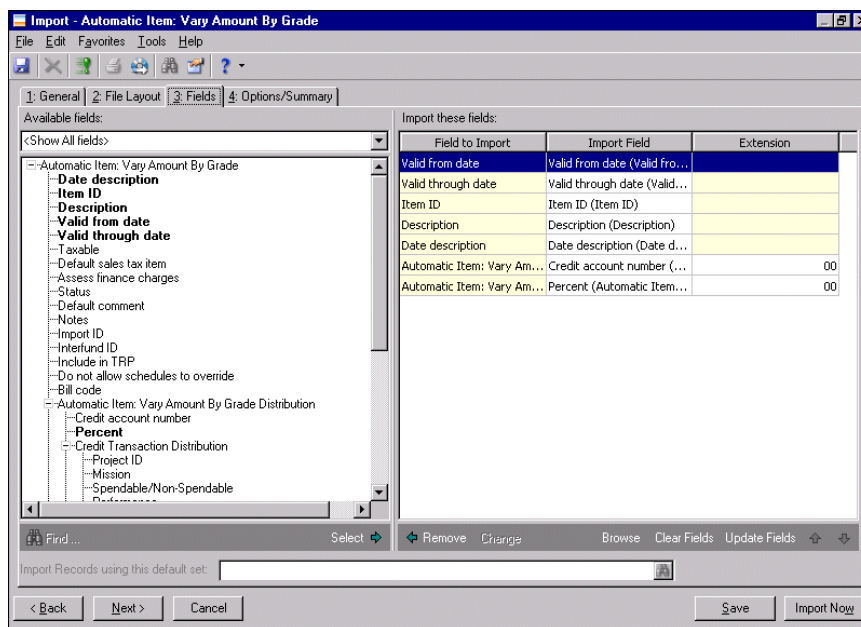 Import - Automatic Item: Vary Amount By Grade
File Edit Favorites Tools Help
1: General 2: File Layout 3: Fields 4: Options/Summary
Available fields:
<Show All fields>
Automatic Item: Vary Amount By Grade
Date description
Item ID
Description
Valid from date
Valid through date
Taxable
Default sales tax item
Assess finance charges
Status
Default comment
Notes
Import ID
Interfund ID
Include in TRP
Do not allow schedules to override
Bill code
Automatic Item: Vary Amount By Grade Distribution
Credit account number
Percent
Credit Transaction Distribution
Project ID
Mission
Spendable/Non-Spendable
Find ... Select
Import these fields:
Field to Import Import Field Extension
Valid from date Valid from date (Valid fro...
Valid through date Valid through date (Valid...
Item ID Item ID (Item ID)
Description Description (Description)
Date description Date description (Date d...
Automatic Item: Vary Am... Credit account number (... 00
Automatic Item: Vary Am... Percent (Automatic Item... 00
Remove Change Browse Clear Fields Update Fields
Import Records using this default set:
< Back Next > Cancel Save Import Now